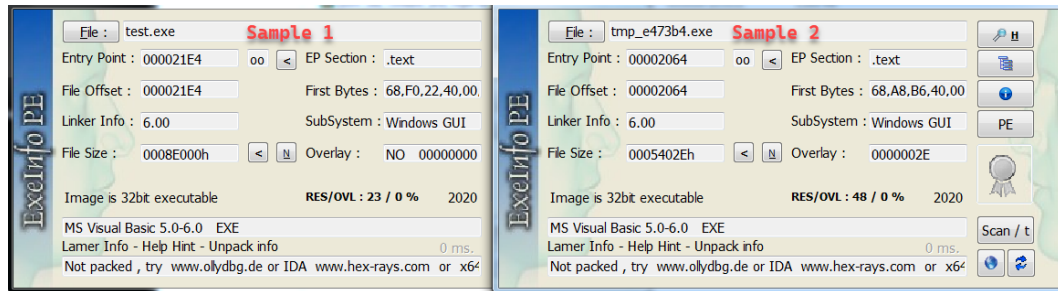 File : test.exe Sample 1
Entry Point : 000021E4 oo < EP Section : .text
File Offset : 000021E4 First Bytes : 68,F0,22,40,00,
Linker Info : 6.00 SubSystem : Windows GUI
File Size : 0008E000h < N Overlay : NO 00000000
Image is 32bit executable RES/OVL : 23 / 0 % 2020
MS Visual Basic 5.0-6.0 EXE
Lamer Info - Help Hint - Unpack info 0 ms.
Not packed , try www.ollydbg.de or IDA www.hex-rays.com or x64
ExeInfo PE
File : tmp_e473b4.exe Sample 2
Entry Point : 00002064 oo < EP Section : .text
File Offset : 00002064 First Bytes : 68,A8,B6,40,00
Linker Info : 6.00 SubSystem : Windows GUI
File Size : 0005402Eh < N Overlay : 0000002E
Image is 32bit executable RES/OVL : 48 / 0 % 2020
MS Visual Basic 5.0-6.0 EXE
Lamer Info - Help Hint - Unpack info 0 ms.
Not packed , try www.ollydbg.de or IDA www.hex-rays.com or x64
ExeInfo PE
H
PE
Scan / t